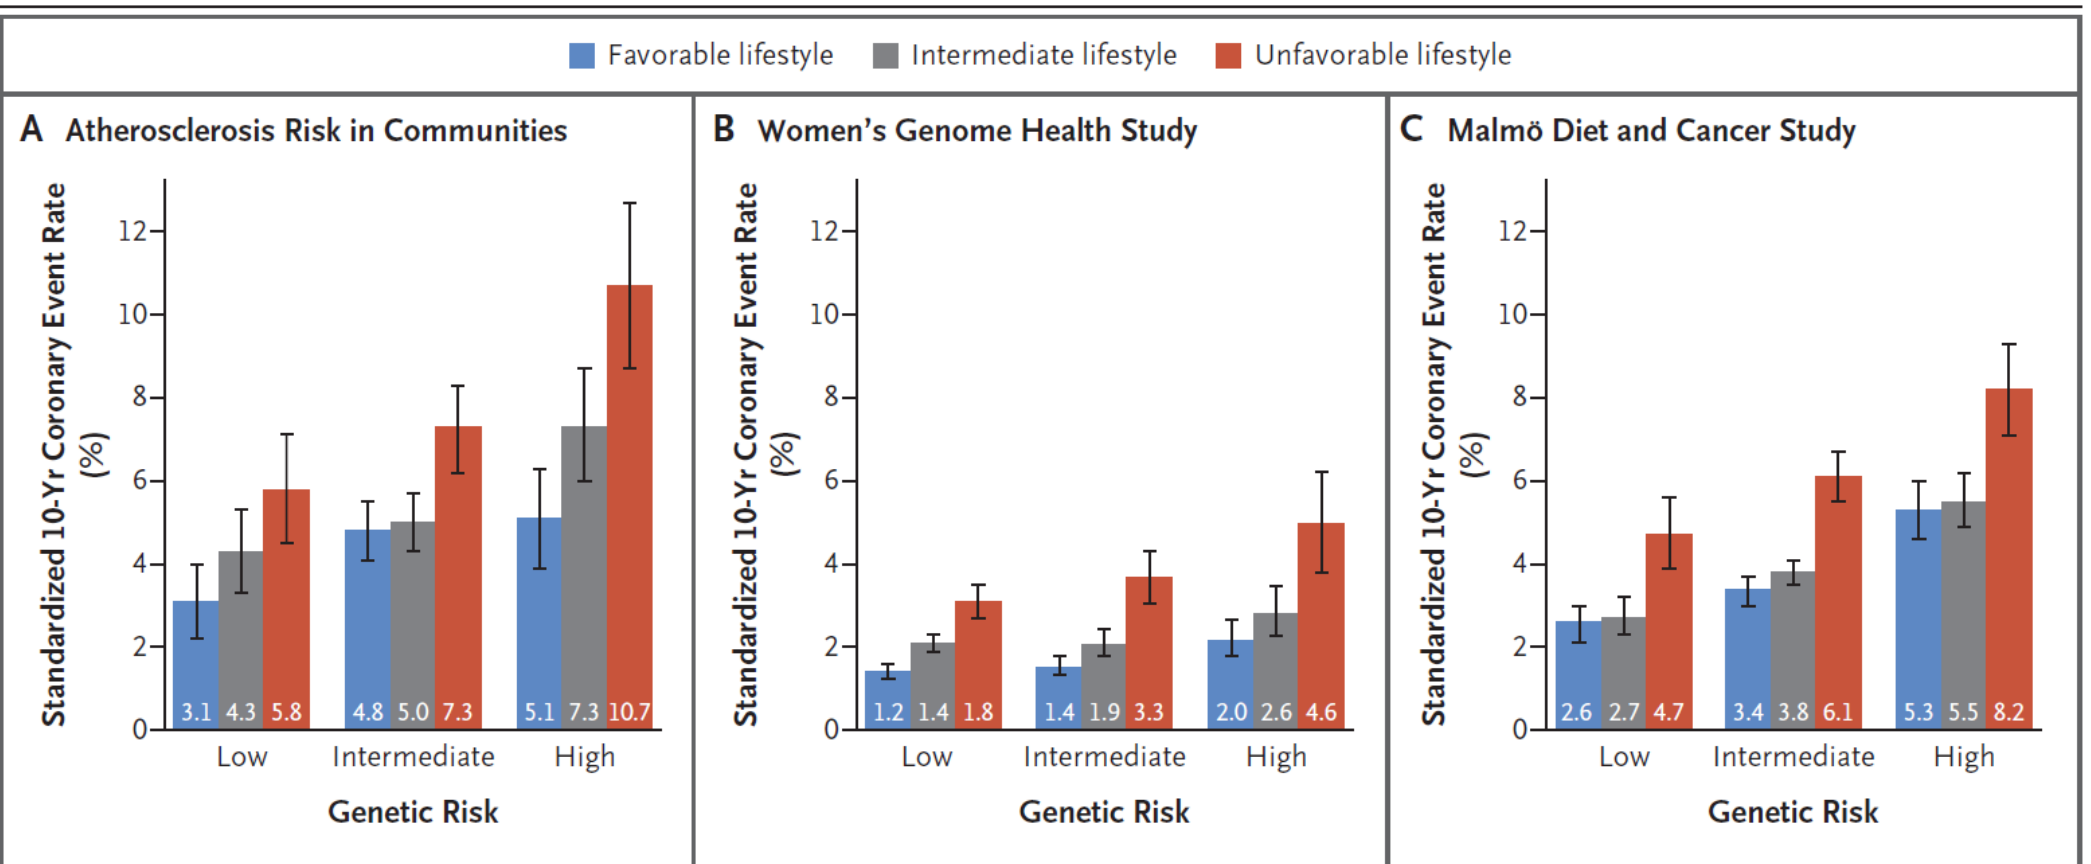 Favorable lifestyle Intermediate lifestyle Unfavorable lifestyle
A Atherosclerosis Risk in Communities
Standardized 10-Yr Coronary Event Rate
(%)
12
10
8
6
4
2
0
3.1 4.3 5.8 4.8 5.0 7.3 5.1 7.3 10.7
Low Intermediate High
Genetic Risk
B Women's Genome Health Study
Standardized 10-Yr Coronary Event Rate
(%)
12
10
8
6
4
2
0
1.2 1.4 1.8 1.4 1.9 3.3 2.0 2.6 4.6
Low Intermediate High
Genetic Risk
C Malmö Diet and Cancer Study
Standardized 10-Yr Coronary Event Rate
(%)
12
10
8
6
4
2
0
2.6 2.7 4.7 3.4 3.8 6.1 5.3 5.5 8.2
Low Intermediate High
Genetic Risk